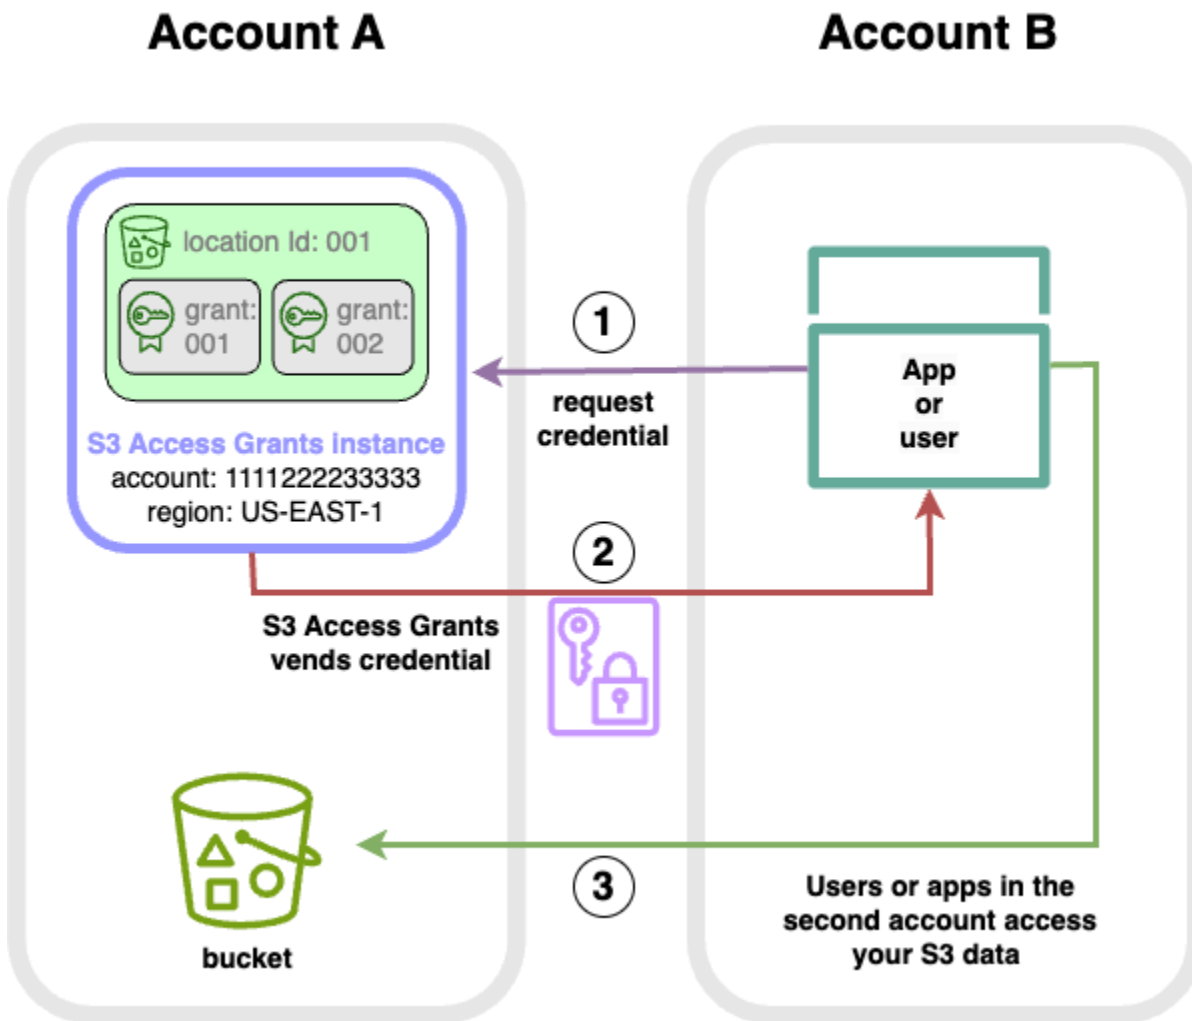 Account A
Account B
location Id: 001
grant:
001
grant:
002
S3 Access Grants instance
account: 1111222233333
region: US-EAST-1
1
request
credential
App
or
user
2
S3 Access Grants
vends credential
3
bucket
Users or apps in the
second account access
your S3 data